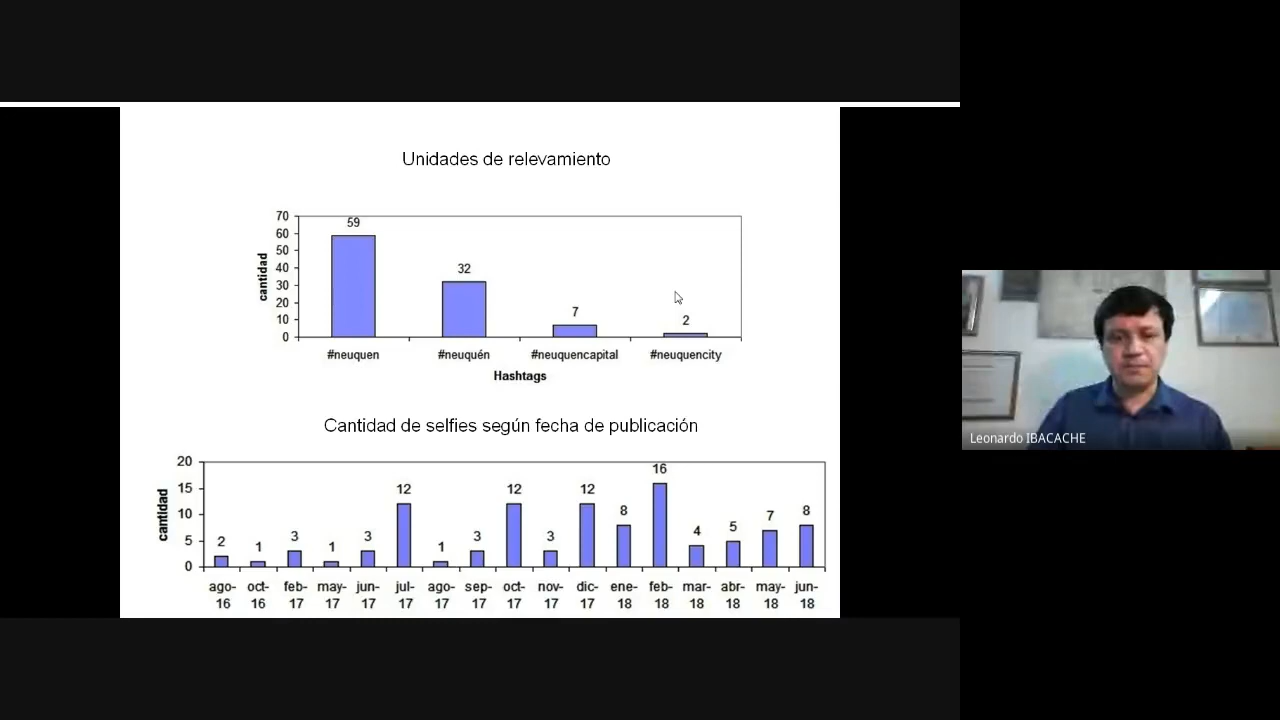 Unidades de relevamiento
70
60
50
40
30
20
10
0
cantidad
59
32
7
2
#neuquen #neuquén #neuquencapital #neuquencity
Hashtags
Cantidad de selfies según fecha de publicación
20
15
10
5
0
cantidad
2 1 3 1 3 12 1 3 12 3 12 8 16 4 5 7 8
ago- oct- feb- may- jun- jul- ago- sep- oct- nov- dic- ene- feb- mar- abr- may- jun-
16 16 17 17 17 17 17 17 17 17 17 18 18 18 18 18 18
Leonardo IBACACHE